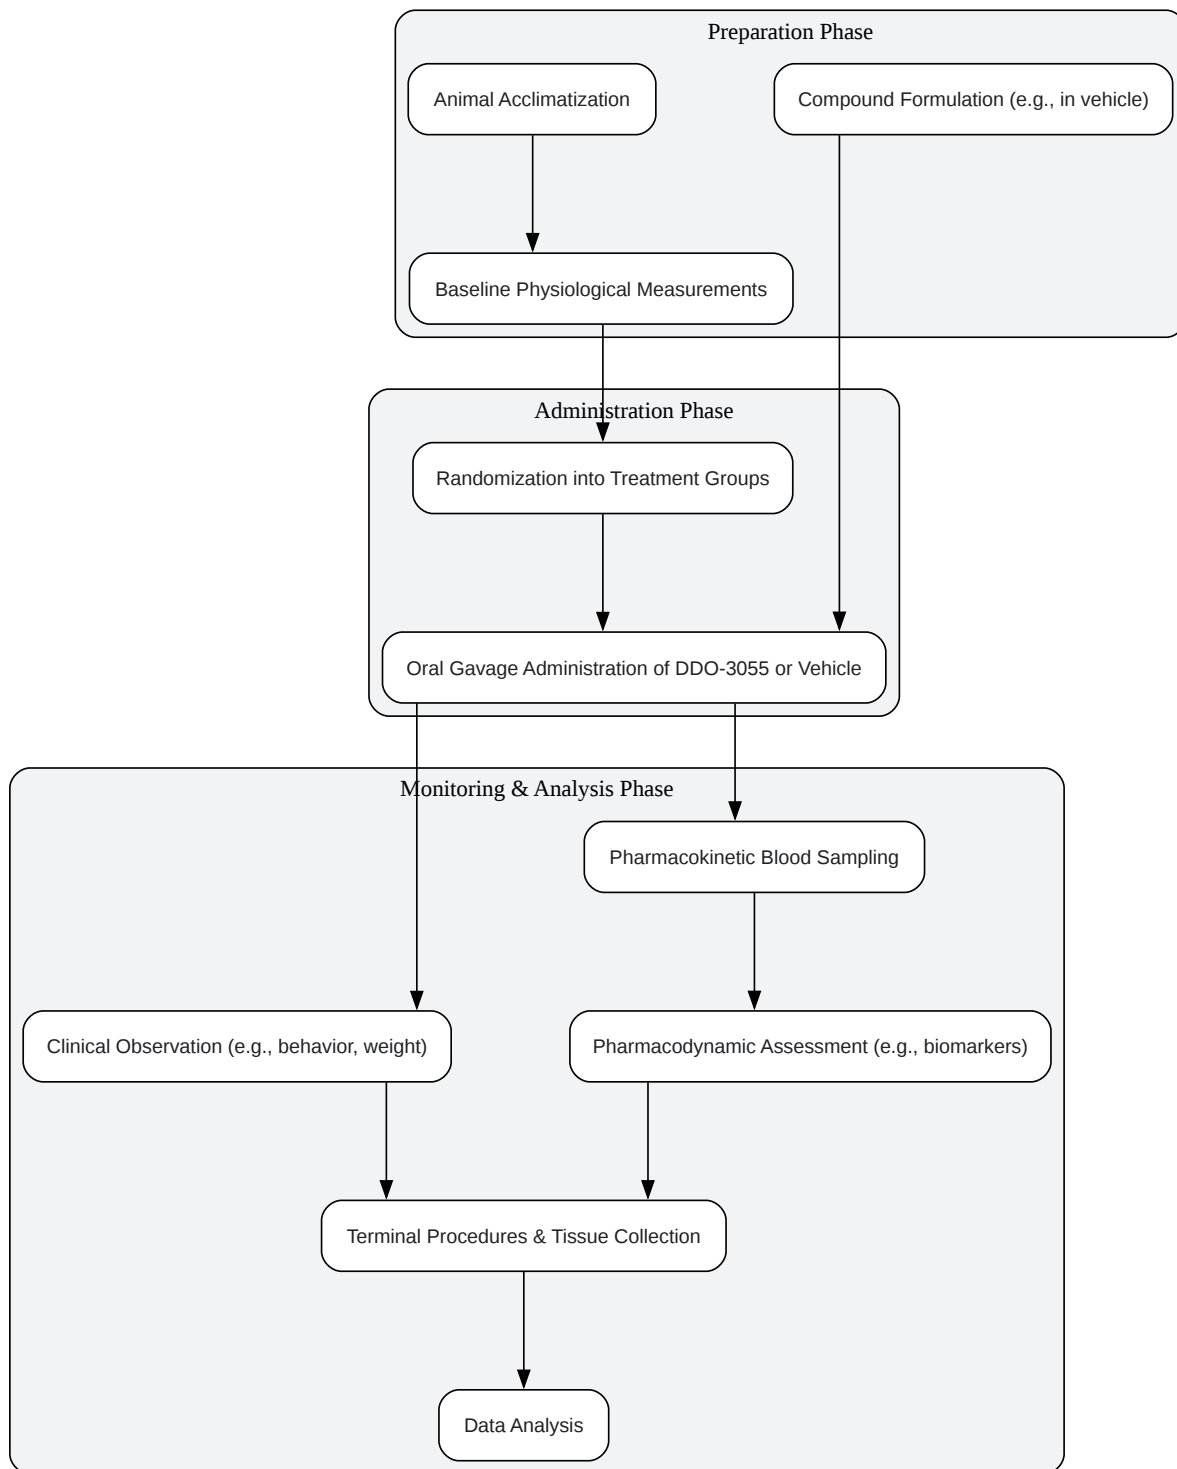 Preparation Phase
Animal Acclimatization
Compound Formulation (e.g., in vehicle)
Baseline Physiological Measurements
Administration Phase
Randomization into Treatment Groups
Oral Gavage Administration of DDO-3055 or Vehicle
Monitoring & Analysis Phase
Pharmacokinetic Blood Sampling
Clinical Observation (e.g., behavior, weight)
Pharmacodynamic Assessment (e.g., biomarkers)
Terminal Procedures & Tissue Collection
Data Analysis